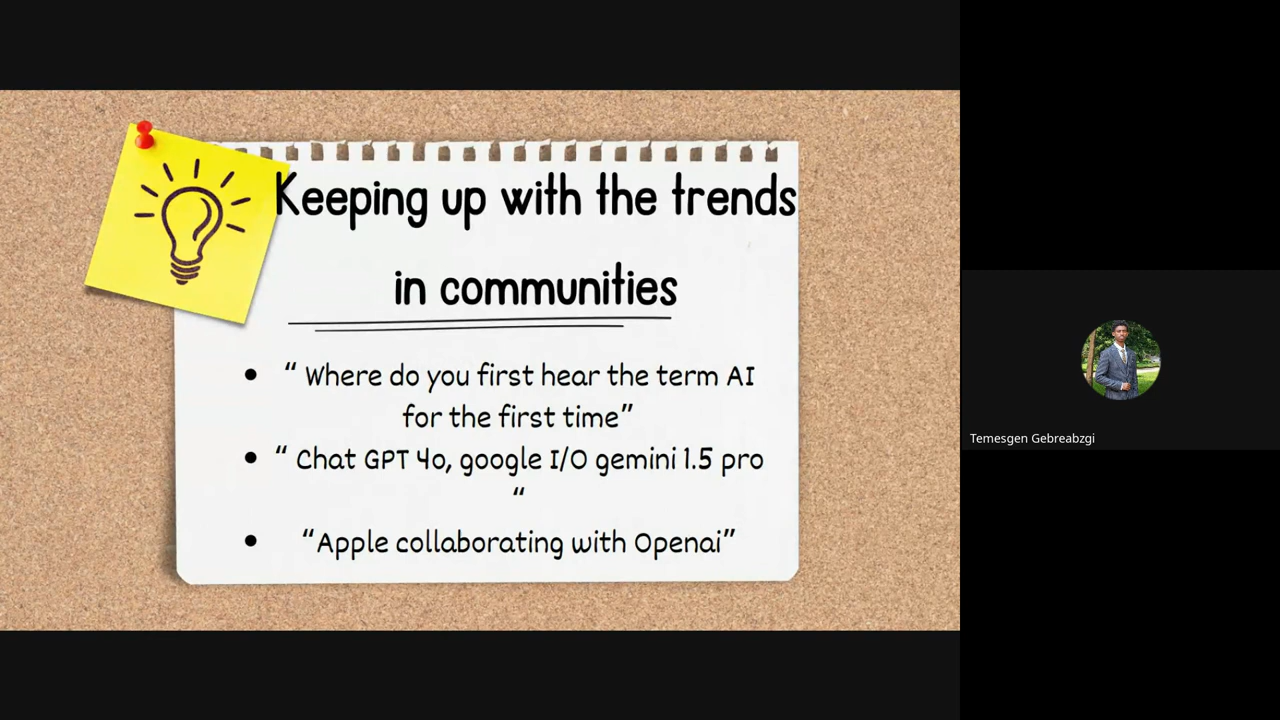 Keeping up with the trends
in communities
• “ Where do you first hear the term AI
for the first time”
• “ Chat GPT 4o, google I/O gemini 1.5 pro
“
• “Apple collaborating with Openai”
Temesgen Gebreabzgi